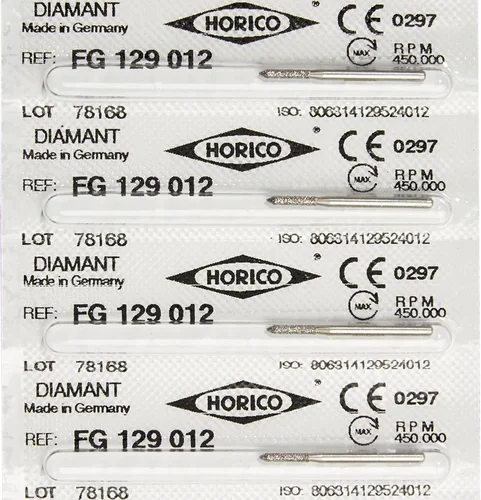 DIAMANT HORICO ® CE 0297
Made in Germany
MAX RPM
REF: FG 129 012 450.000
LOT 78168 ISO: 806314129524012
DIAMANT HORICO ® CE 0297
Made in Germany
MAX RPM
REF: FG 129 012 450.000
LOT 78168 ISO: 806314129524012
DIAMANT HORICO ® CE 0297
Made in Germany
MAX RPM
REF: FG 129 012 450.000
LOT 78168 ISO: 806314129524012
DIAMANT HORICO ® CE 0297
Made in Germany
MAX RPM
REF: FG 129 012 450.000
LOT 78168 ISO: 806314129524012